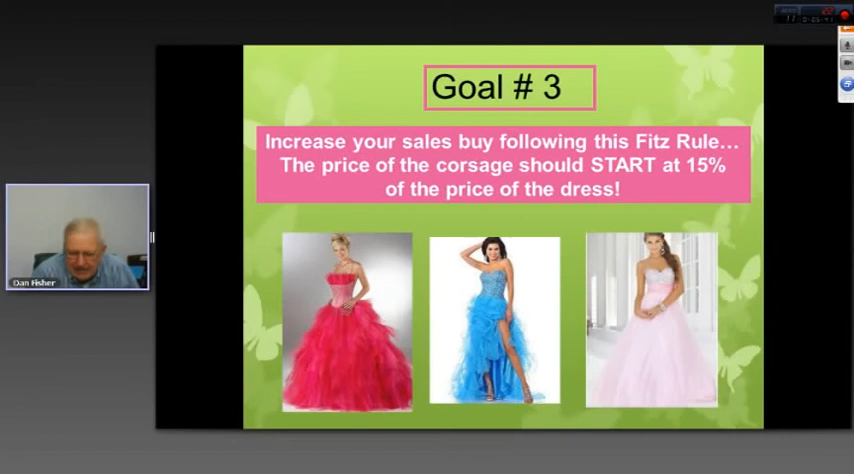 Goal # 3
Increase your sales buy following this Fitz Rule…
The price of the corsage should START at 15%
of the price of the dress!
Dan Fisher